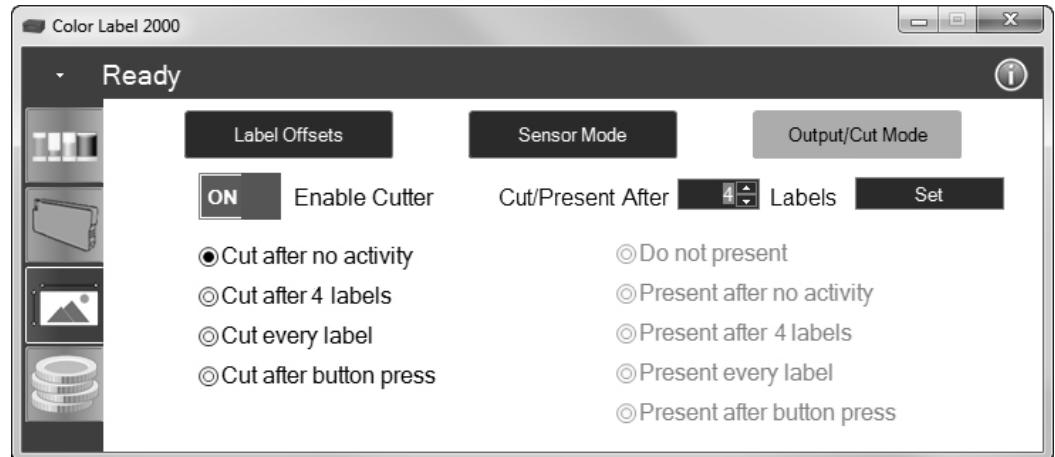 Color Label 2000
Ready
Label Offsets Sensor Mode Output/Cut Mode
ON Enable Cutter Cut/Present After 4 Labels Set
Cut after no activity
Cut after 4 labels
Cut every label
Cut after button press
Do not present
Present after no activity
Present after 4 labels
Present every label
Present after button press